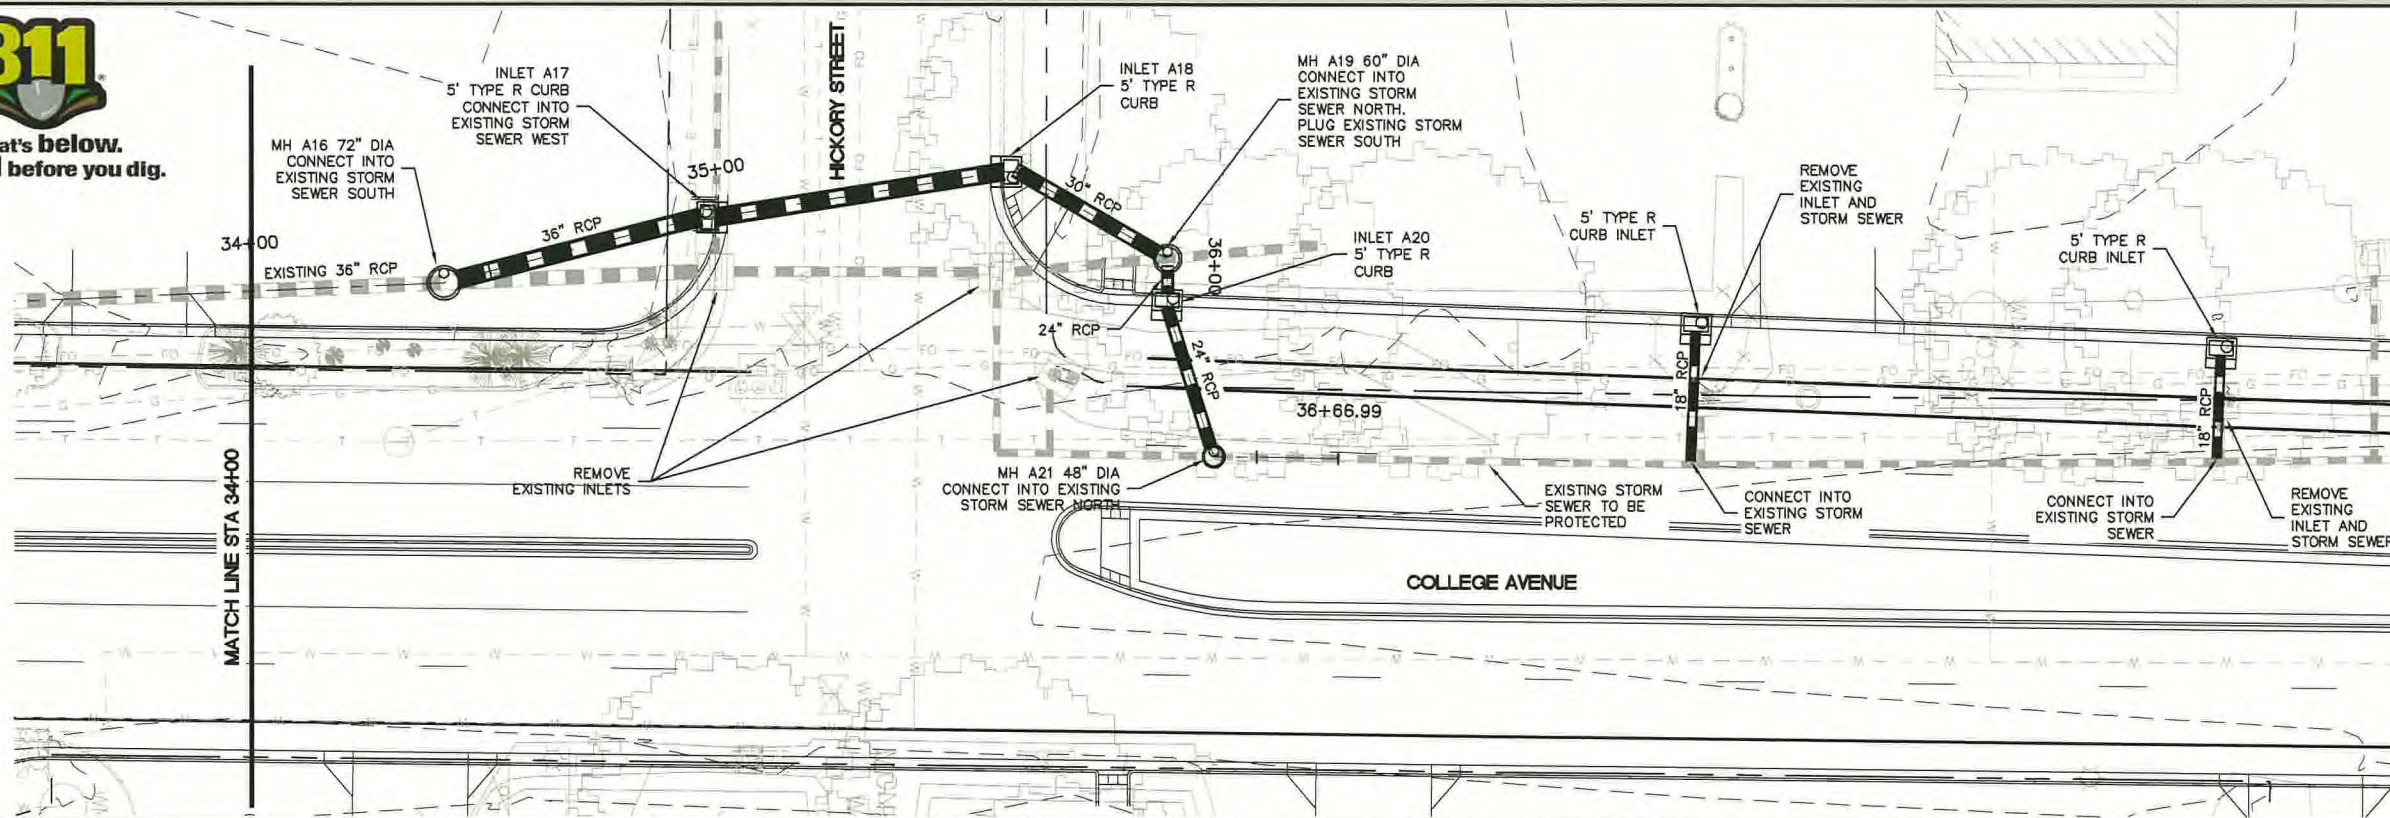 811
at's below.
before you dig.
INLET A17
5' TYPE R CURB
CONNECT INTO
EXISTING STORM
SEWER WEST
MH A16 72" DIA
CONNECT INTO
EXISTING STORM
SEWER SOUTH
HICKORY STREET
INLET A18
5' TYPE R
CURB
MH A19 60" DIA
CONNECT INTO
EXISTING STORM
SEWER NORTH.
PLUG EXISTING STORM
SEWER SOUTH
34+00
35+00
36+00
36" RCP
30" RCP
EXISTING 36" RCP
INLET A20
5' TYPE R
CURB
24" RCP
24" RCP
36+66.99
5' TYPE R
CURB INLET
REMOVE
EXISTING
INLET AND
STORM SEWER
5' TYPE R
CURB INLET
18" RCP
18" RCP
MATCH LINE STA 34+00
REMOVE
EXISTING INLETS
MH A21 48" DIA
CONNECT INTO EXISTING
STORM SEWER NORTH
EXISTING STORM
SEWER TO BE
PROTECTED
CONNECT INTO
EXISTING STORM
SEWER
CONNECT INTO
EXISTING STORM
SEWER
REMOVE
EXISTING
INLET AND
STORM SEWER
COLLEGE AVENUE